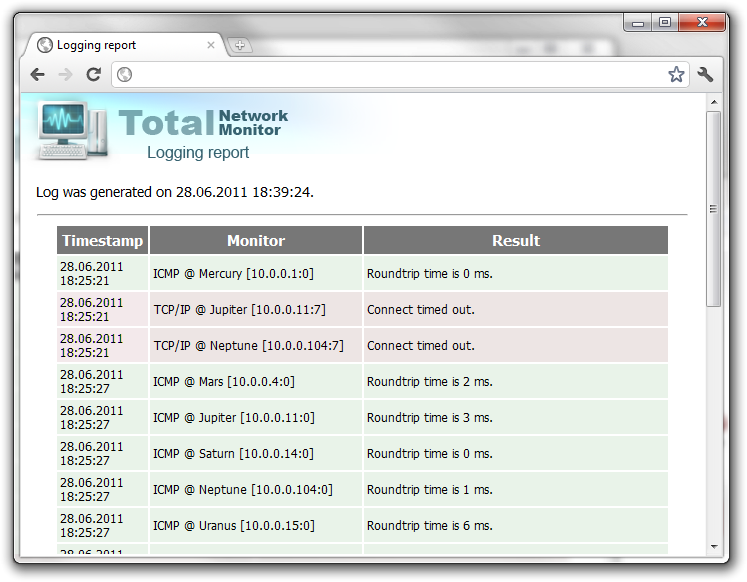 Logging report
Total Network
Monitor
Logging report
Log was generated on 28.06.2011 18:39:24.
Timestamp Monitor Result
28.06.2011
18:25:21 ICMP @ Mercury [10.0.0.1:0] Roundtrip time is 0 ms.
28.06.2011
18:25:21 TCP/IP @ Jupiter [10.0.0.11:7] Connect timed out.
28.06.2011
18:25:21 TCP/IP @ Neptune [10.0.0.104:7] Connect timed out.
28.06.2011
18:25:27 ICMP @ Mars [10.0.0.4:0] Roundtrip time is 2 ms.
28.06.2011
18:25:27 ICMP @ Jupiter [10.0.0.11:0] Roundtrip time is 3 ms.
28.06.2011
18:25:27 ICMP @ Saturn [10.0.0.14:0] Roundtrip time is 0 ms.
28.06.2011
18:25:27 ICMP @ Neptune [10.0.0.104:0] Roundtrip time is 1 ms.
28.06.2011
18:25:27 ICMP @ Uranus [10.0.0.15:0] Roundtrip time is 6 ms.
28.06.2011